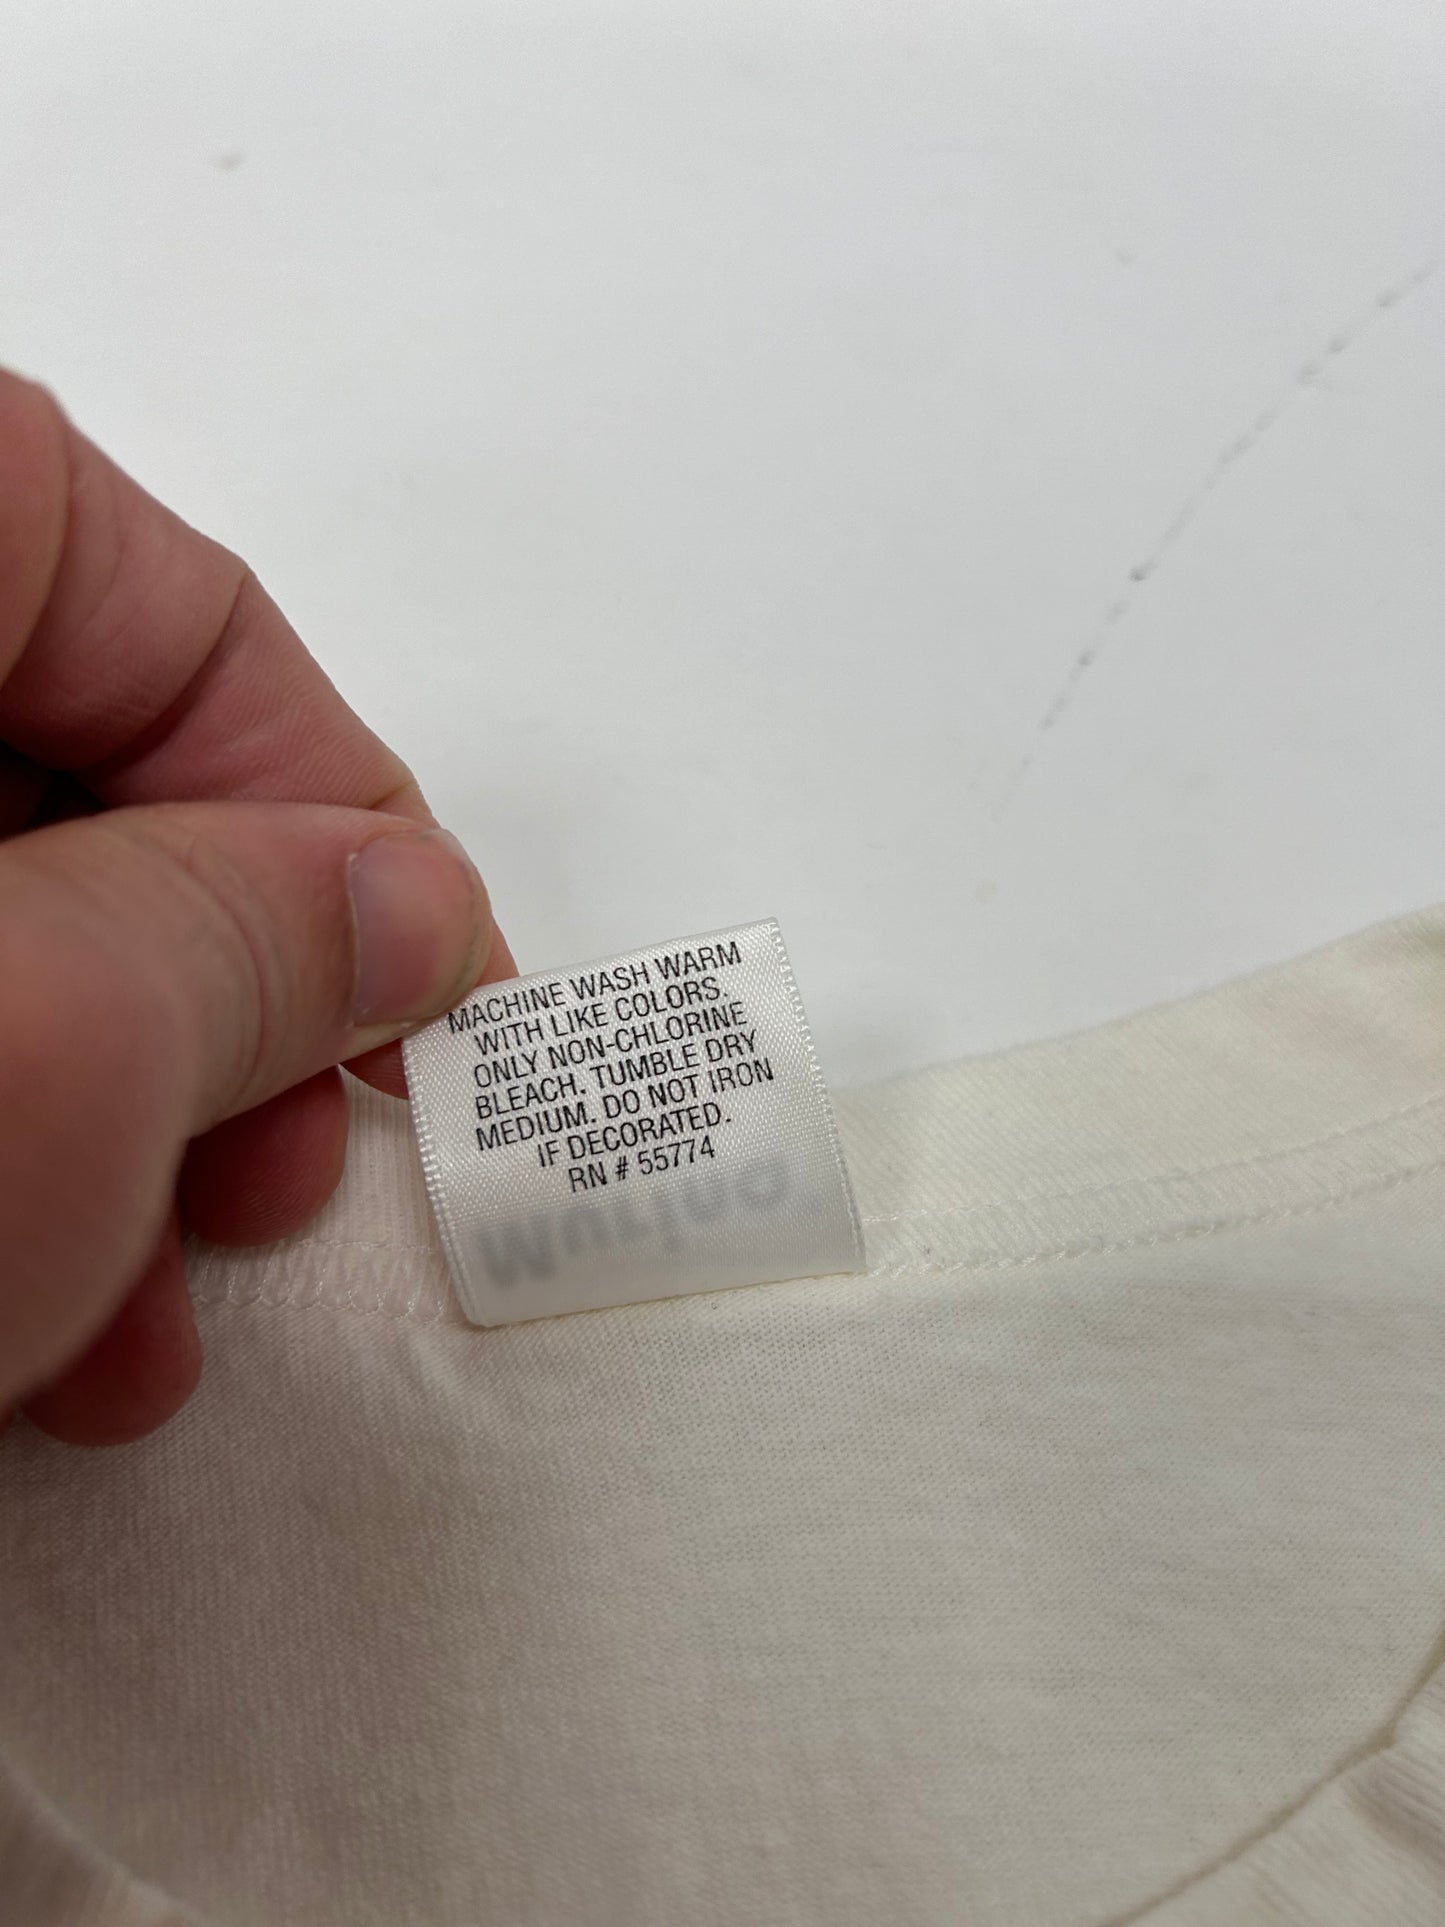 MACHINE WASH WARM
WITH LIKE COLORS.
ONLY NON-CHLORINE
BLEACH. TUMBLE DRY
MEDIUM. DO NOT IRON
IF DECORATED.
RN # 55774